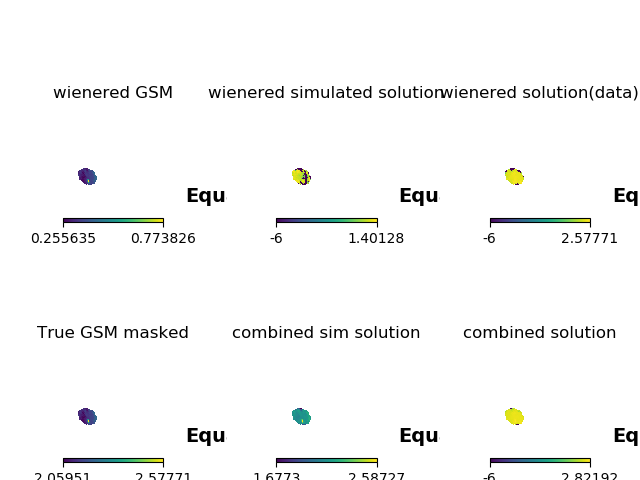 wienered GSM wienered simulated solution wienered solution(data)
Equ Equ Eq
0.255635 0.773826 -6 1.40128 -6 2.57771
True GSM masked combined sim solution combined solution
Equ Equ Eq
2.05951 2.57771 1.6773 2.58727 -6 2.82192